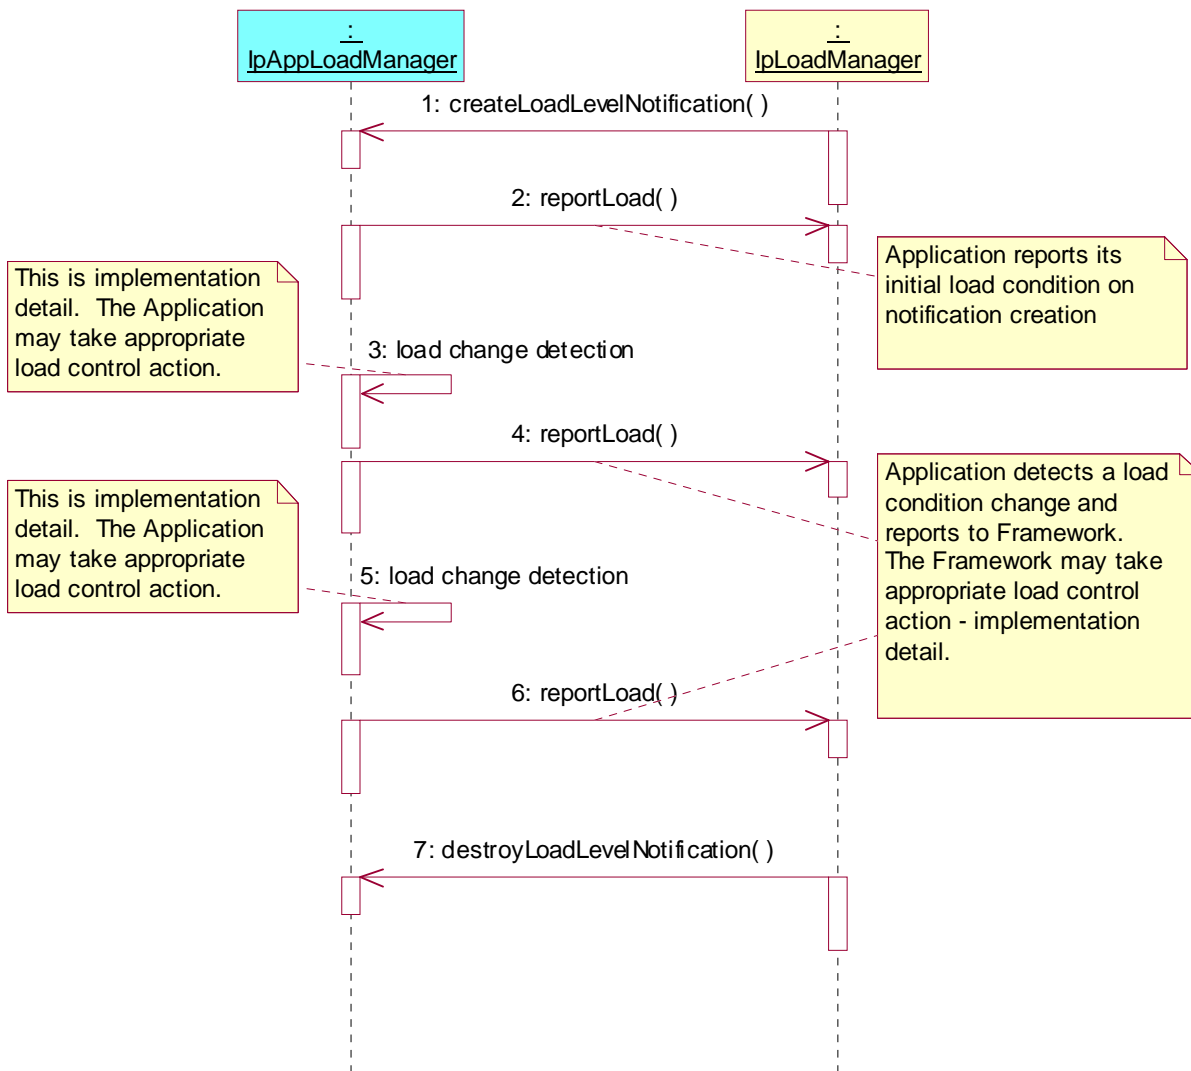 :
IpAppLoadManager
:
IpLoadManager
1: createLoadLevelNotification( )
2: reportLoad( )
Application reports its
initial load condition on
notification creation
This is implementation
detail.  The Application
may take appropriate
load control action.
3: load change detection
4: reportLoad( )
Application detects a load
condition change and
reports to Framework.
The Framework may take
appropriate load control
action - implementation
detail.
This is implementation
detail.  The Application
may take appropriate
load control action.
5: load change detection
6: reportLoad( )
7: destroyLoadLevelNotification( )